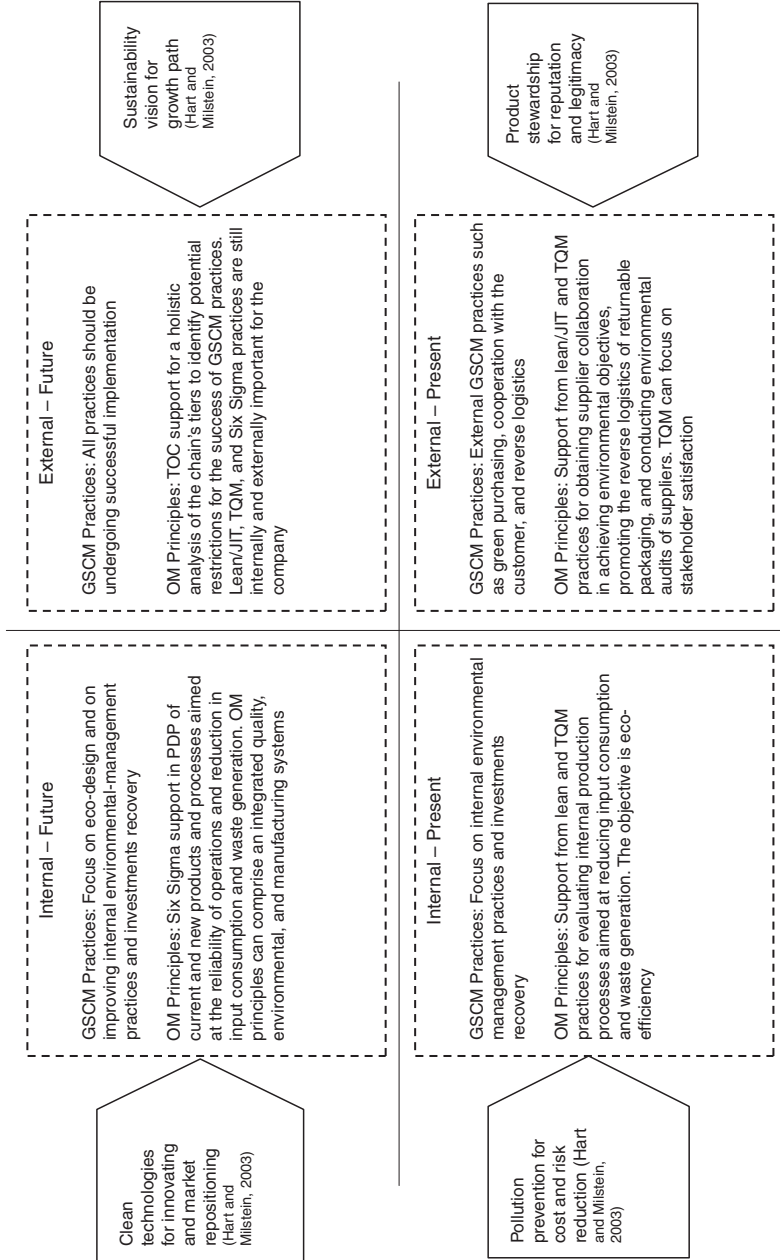 Clean
technologies
for innovating
and market
repositioning
(Hart and
Milstein, 2003)
Internal – Future
GSCM Practices: Focus on eco-design and on
improving internal environmental-management
practices and investments recovery
OM Principles: Six Sigma support in PDP of
current and new products and processes aimed
at the reliability of operations and reduction in
input consumption and waste generation. OM
principles can comprise an integrated quality,
environmental, and manufacturing systems
External – Future
GSCM Practices: All practices should be
undergoing successful implementation
OM Principles: TOC support for a holistic
analysis of the chain's tiers to identify potential
restrictions for the success of GSCM practices.
Lean/JIT, TQM, and Six Sigma practices are still
internally and externally important for the
company
Sustainability
vision for
growth path
(Hart and
Milstein, 2003)
Pollution
prevention for
cost and risk
reduction (Hart
and Milstein,
2003)
Internal – Present
GSCM Practices: Focus on internal environmental
management practices and investments
recovery
OM Principles: Support from lean and TQM
practices for evaluating internal production
processes aimed at reducing input consumption
and waste generation. The objective is eco-
efficiency
External – Present
GSCM Practices: External GSCM practices such
as green purchasing, cooperation with the
customer, and reverse logistics
OM Principles: Support from lean/JIT and TQM
practices for obtaining supplier collaboration
in achieving environmental objectives,
promoting the reverse logistics of returnable
packaging, and conducting environmental
audits of suppliers. TQM can focus on
stakeholder satisfaction
Product
stewardship
for reputation
and legitimacy
(Hart and
Milstein, 2003)